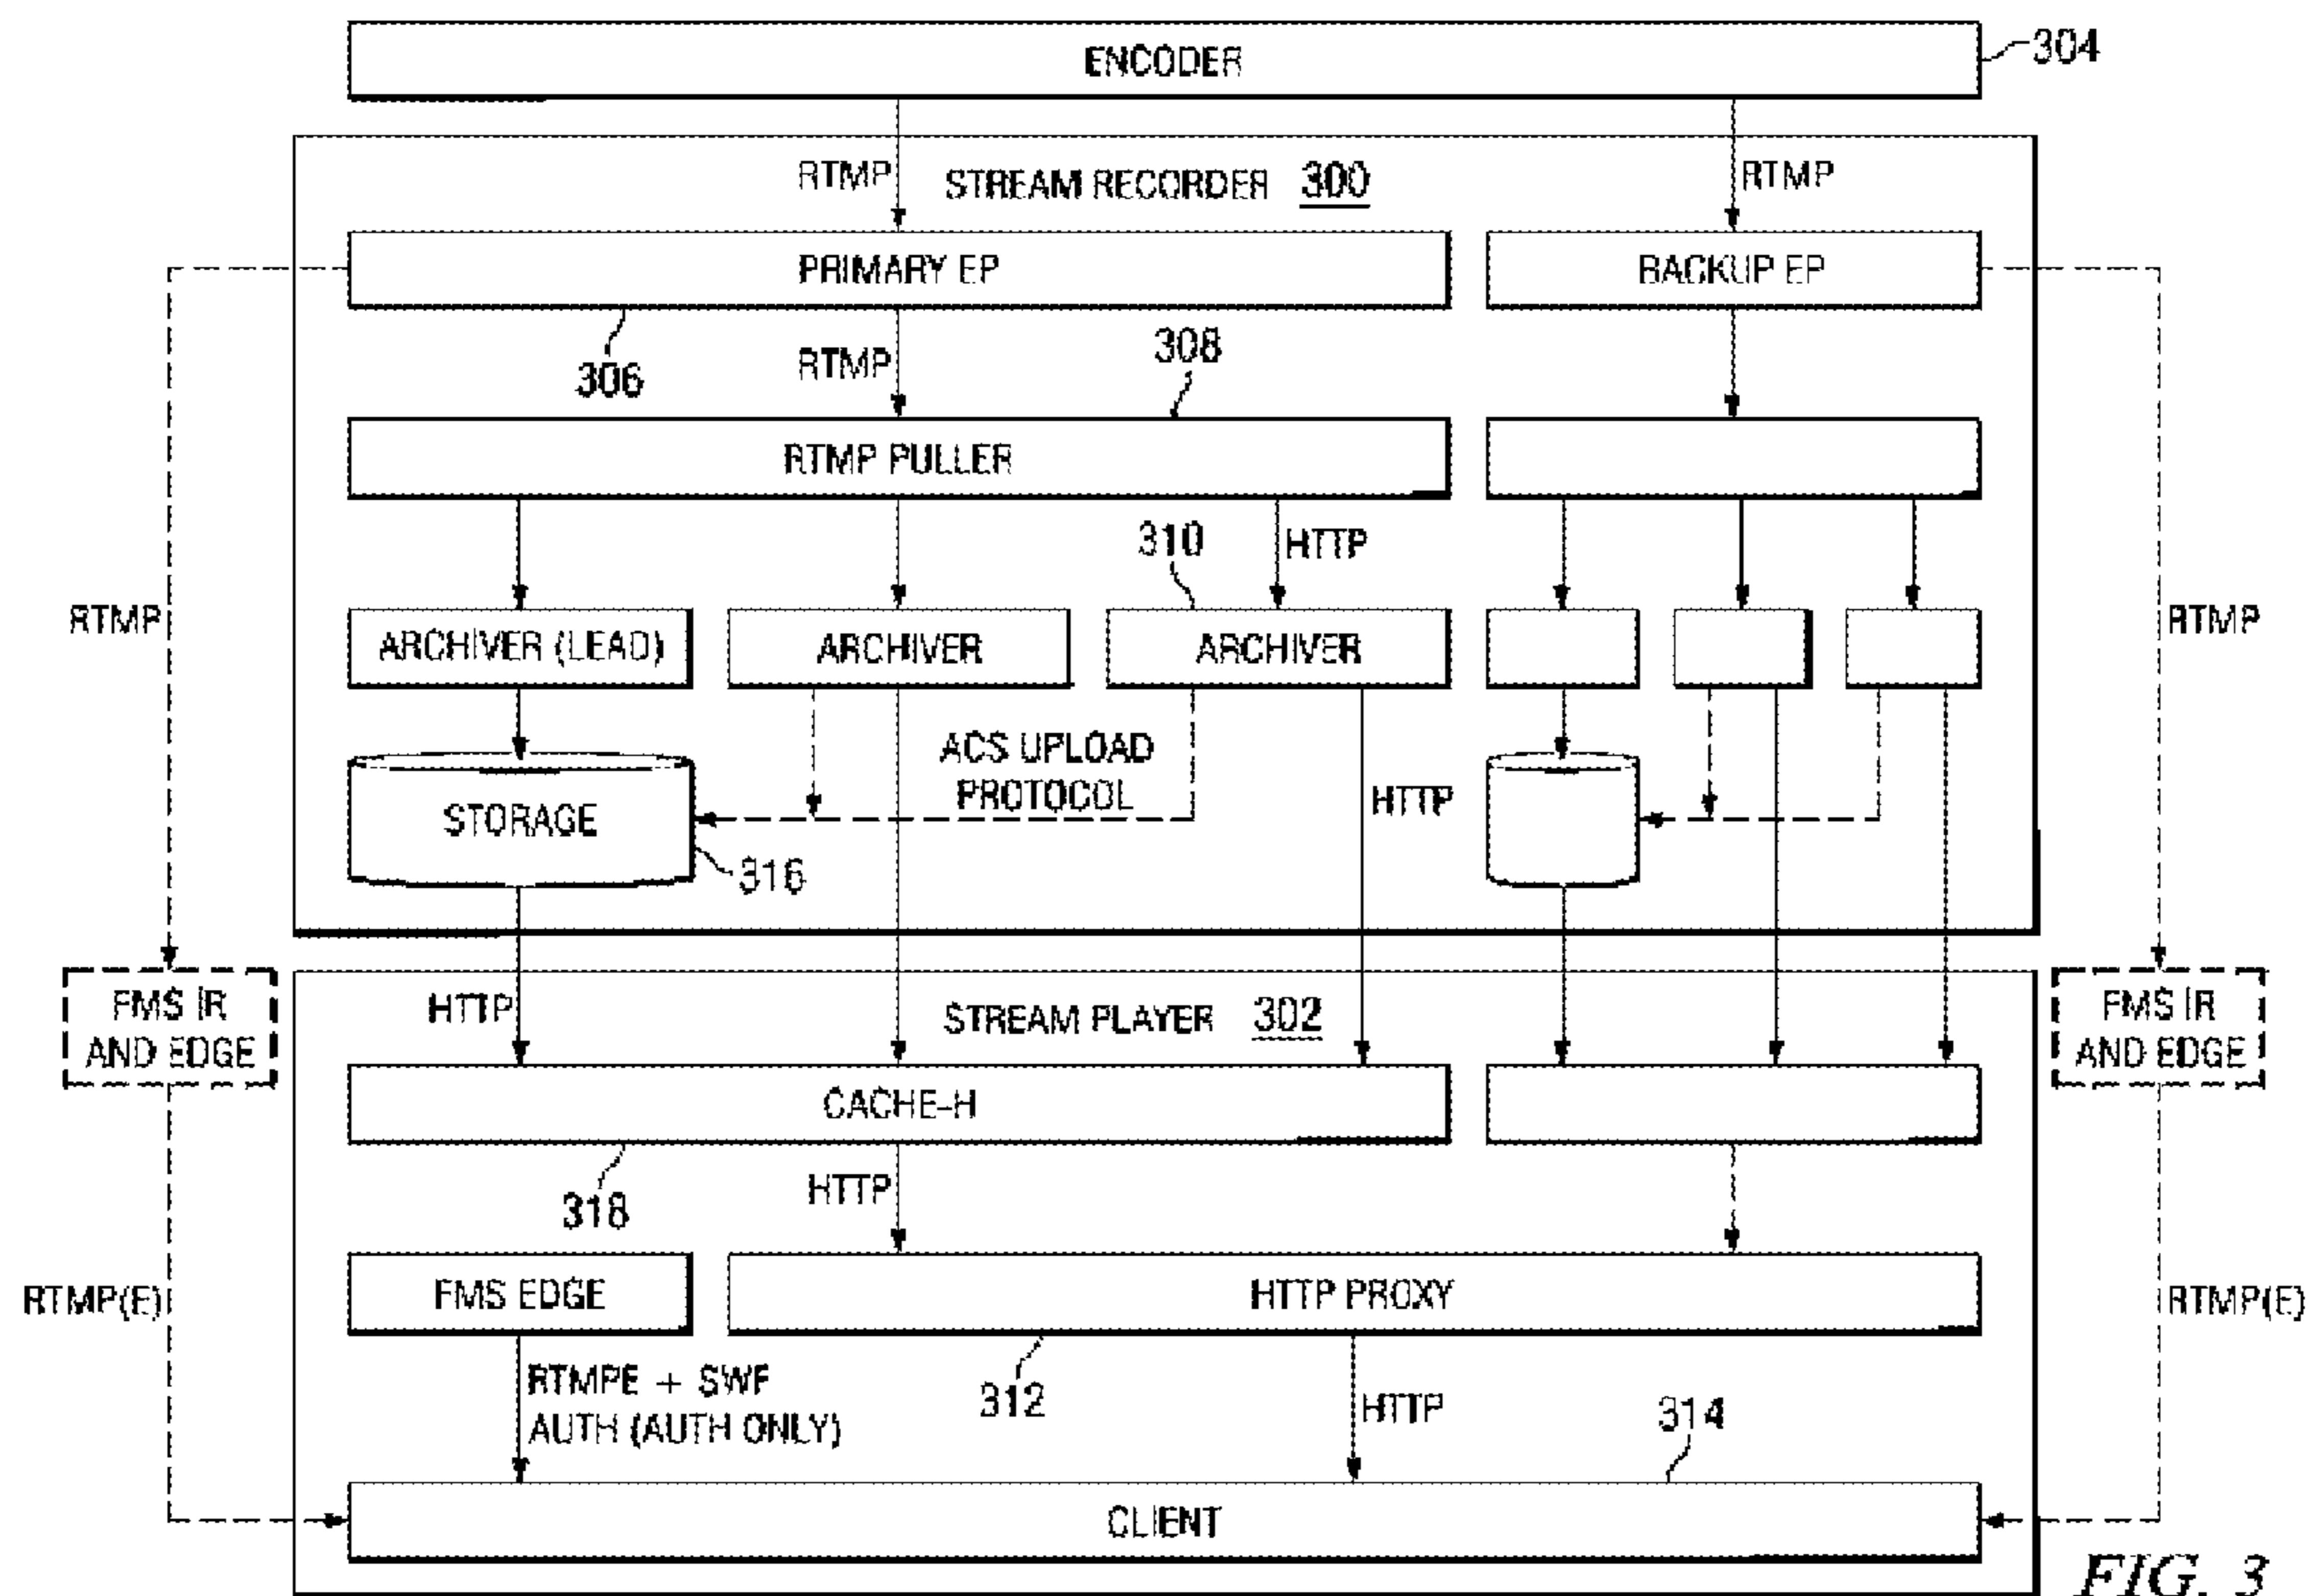 ENCODER
304
RTMP
STREAM RECORDER 300
RTMP
PRIMARY EP
BACKUP EP
306
RTMP
308
RTMP PULLER
310
HTTP
RTMP
ARCHIVER (LEAD)
ARCHIVER
ARCHIVER
RTMP
ACS UPLOAD
PROTOCOL
HTTP
STORAGE
316
FMS IR
AND EDGE
HTTP
STREAM PLAYER 302
FMS IR
AND EDGE
CACHE-H
318
HTTP
RTMP(E)
FMS EDGE
HTTP PROXY
RTMP(E)
RTMPE + SWF
AUTH (AUTH ONLY)
312
HTTP
314
CLIENT
FIG. 3